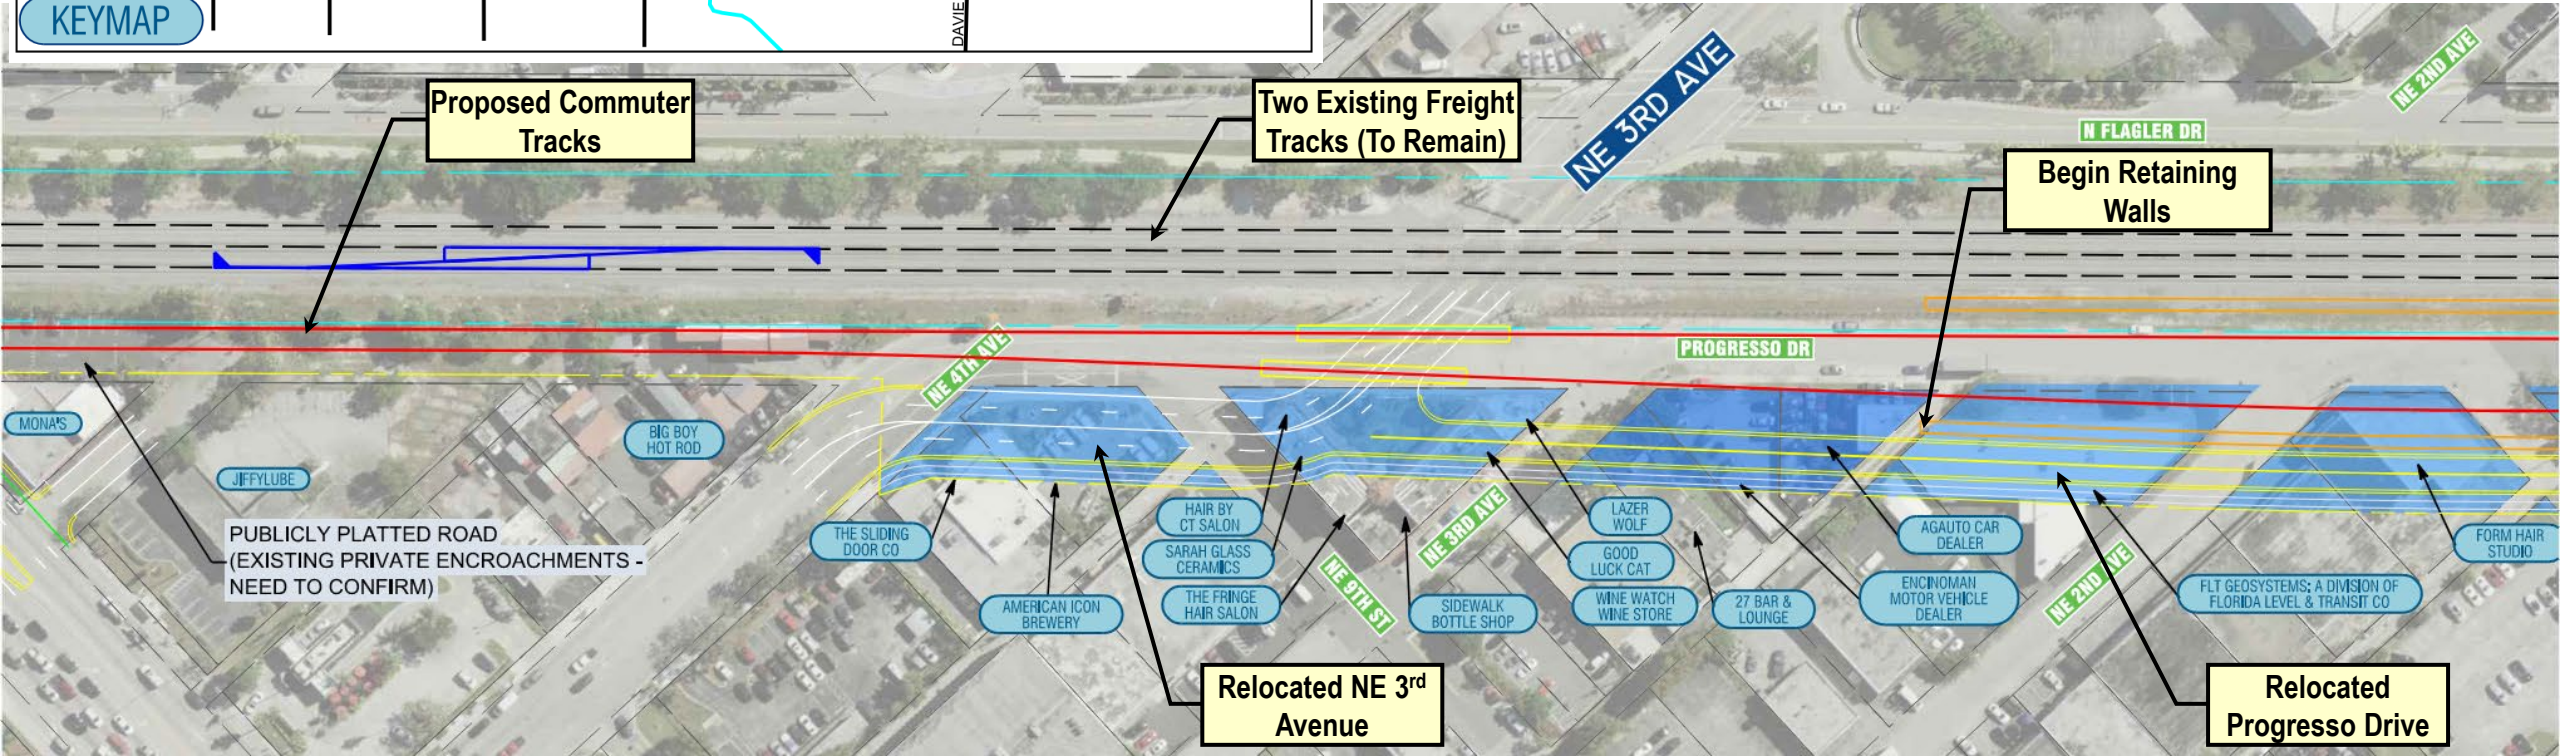 KEYMAP
DAVIE
Proposed Commuter
Tracks
Two Existing Freight
Tracks (To Remain)
NE 3RD AVE
NE 2ND AVE
N FLAGLER DR
Begin Retaining
Walls
NE 4TH AVE
PROGRESSO DR
MONA'S
JIFFYLUBE
BIG BOY
HOT ROD
PUBLICLY PLATTED ROAD
(EXISTING PRIVATE ENCROACHMENTS -
NEED TO CONFIRM)
THE SLIDING
DOOR CO
AMERICAN ICON
BREWERY
HAIR BY
CT SALON
SARAH GLASS
CERAMICS
THE FRINGE
HAIR SALON
NE 9TH ST
SIDEWALK
BOTTLE SHOP
NE 3RD AVE
LAZER
WOLF
GOOD
LUCK CAT
WINE WATCH
WINE STORE
27 BAR &
LOUNGE
AGAUTO CAR
DEALER
ENCINOMAN
MOTOR VEHICLE
DEALER
NE 2ND AVE
FLT GEOSYSTEMS: A DIVISION OF
FLORIDA LEVEL & TRANSIT CO
FORM HAIR
STUDIO
Relocated NE 3rd
Avenue
Relocated
Progresso Drive